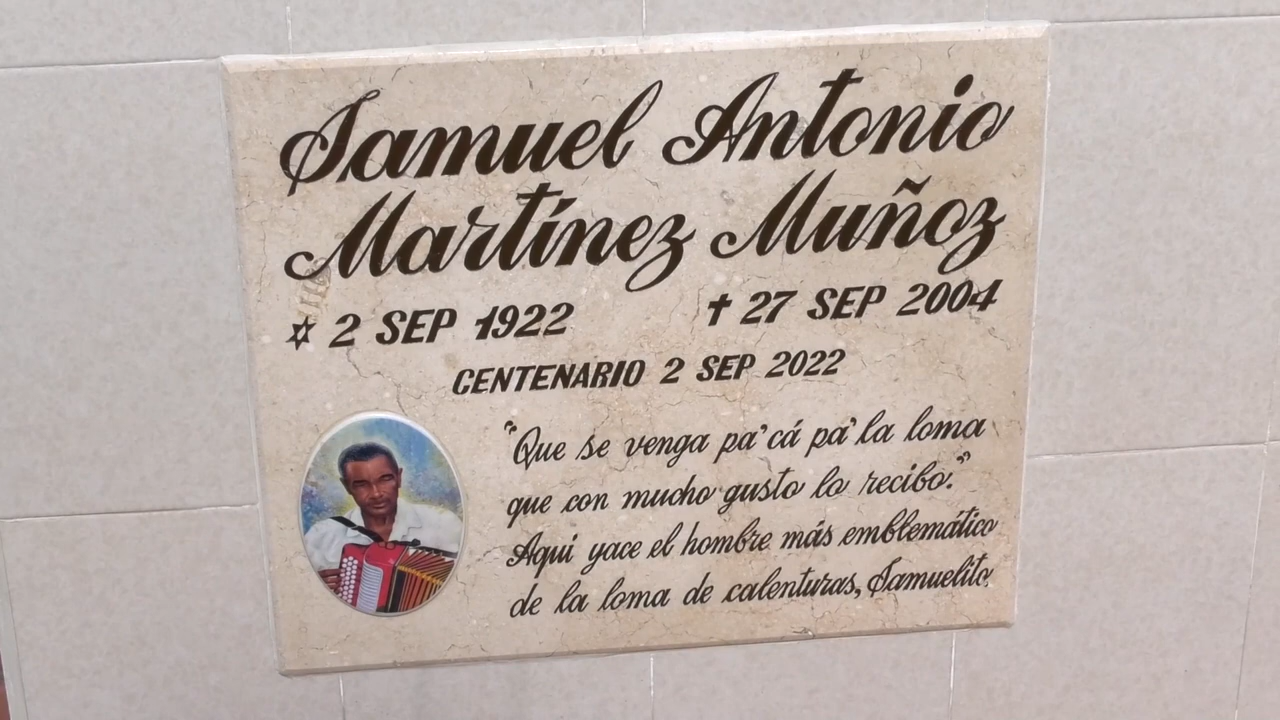 Samuel Antonio
Martínez Muñoz
✡ 2 SEP 1922 ✝ 27 SEP 2004
CENTENARIO 2 SEP 2022
"Que se venga pa'cá pa'la loma
que con mucho gusto lo recibo."
Aqui yace el hombre más emblemático
de la loma de calenturas, Samuelito.